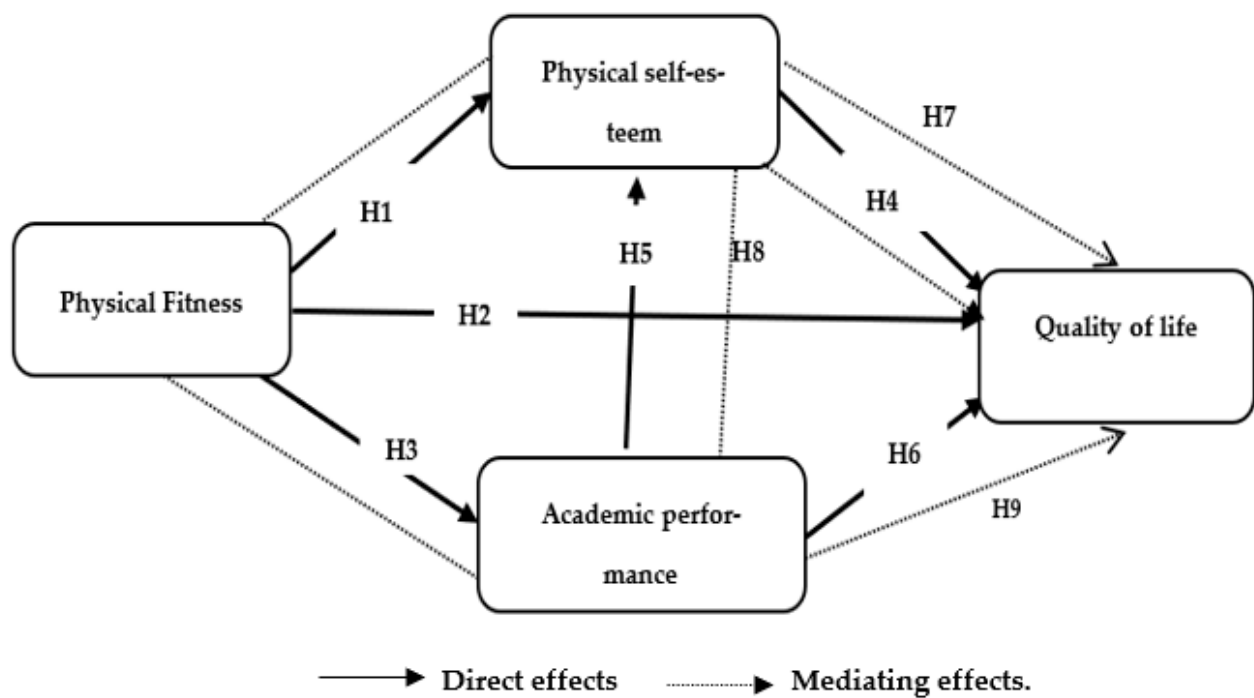 Physical self-es-
teem
H7
H1
H4
H5
H8
Physical Fitness
H2
Quality of life
H3
H6
Academic perfor-
mance
H9
Direct effects
Mediating effects.